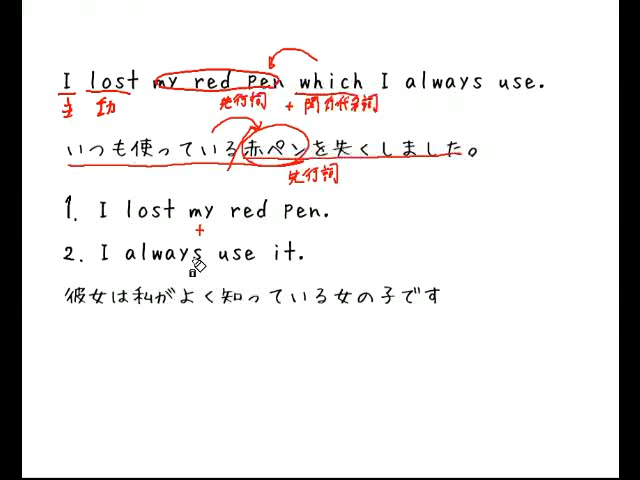 I lost my red pen which I always use.
主 動 先行詞 + 関係代名詞
いつも使っている赤ペンを失くしました。
先行詞
1. I lost my red pen.
+
2. I always use it.
彼女は私がよく知っている女の子です